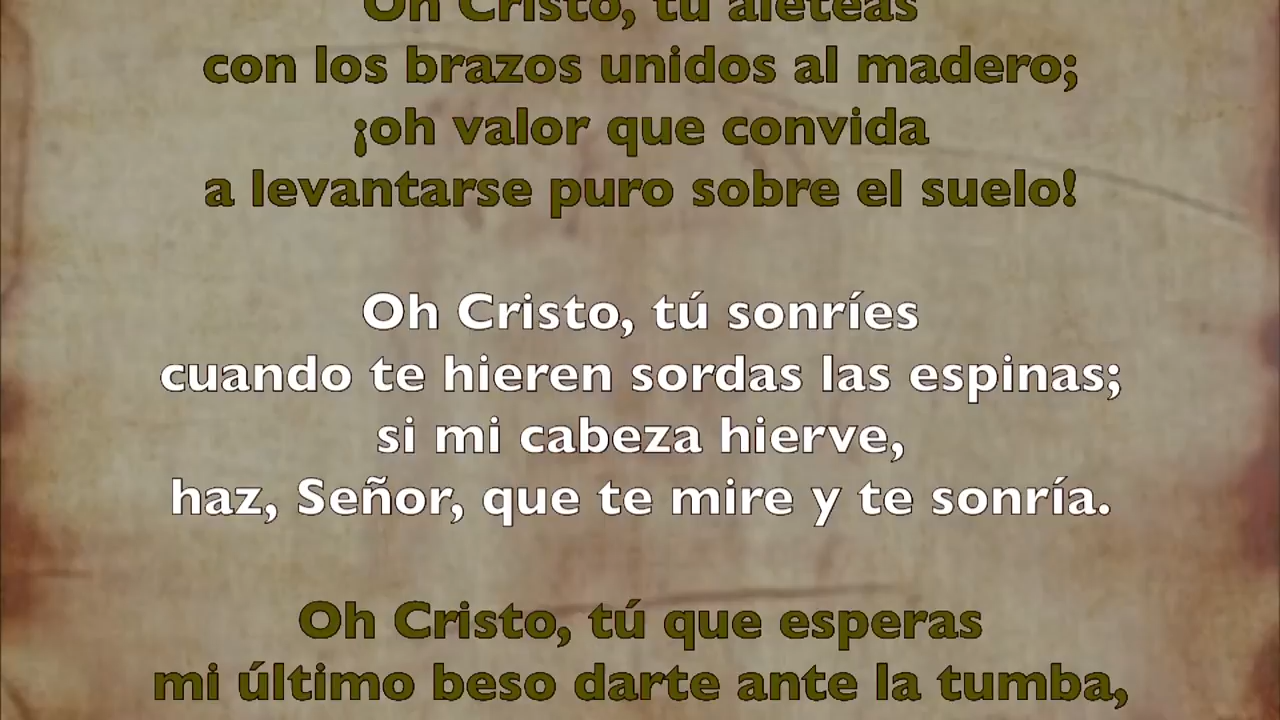 Oh Cristo, tú aleteas
con los brazos unidos al madero;
¡oh valor que convida
a levantarse puro sobre el suelo!
Oh Cristo, tú sonríes
cuando te hieren sordas las espinas;
si mi cabeza hierve,
haz, Señor, que te mire y te sonría.
Oh Cristo, tú que esperas
mi último beso darte ante la tumba,